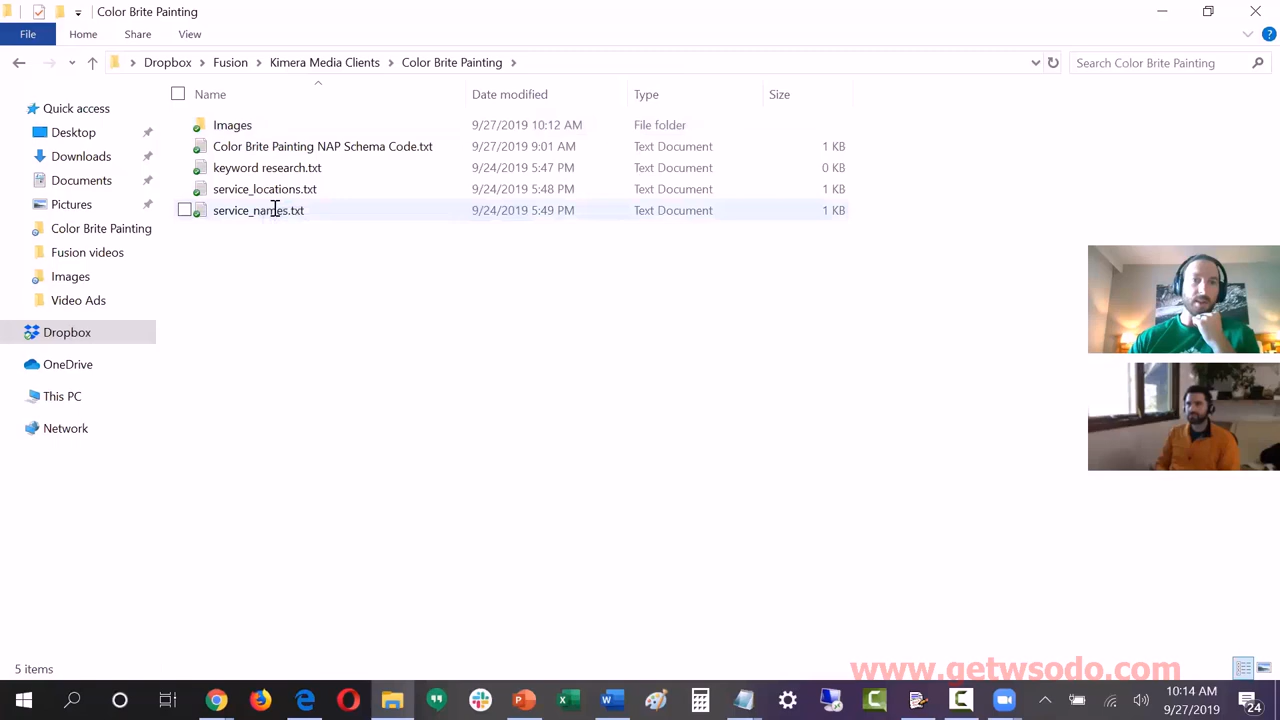 Color Brite Painting
File Home Share View
Dropbox Fusion Kimera Media Clients Color Brite Painting
Search Color Brite Painting
Name Date modified Type Size
Quick access
Desktop
Downloads
Documents
Pictures
Color Brite Painting
Fusion videos
Images
Video Ads
Dropbox
OneDrive
This PC
Network
Images 9/27/2019 10:12 AM File folder
Color Brite Painting NAP Schema Code.txt 9/27/2019 9:01 AM Text Document 1 KB
keyword research.txt 9/24/2019 5:47 PM Text Document 0 KB
service_locations.txt 9/24/2019 5:48 PM Text Document 1 KB
service_names.txt 9/24/2019 5:49 PM Text Document 1 KB
5 items
www.getwsodo.com
10:14 AM
9/27/2019
24